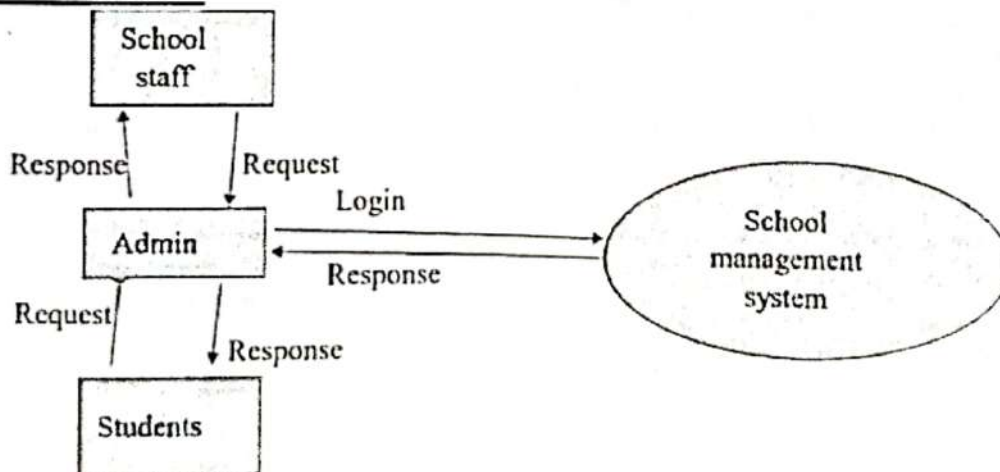 School
staff
Response
Request
Login
Admin
School
management
system
Response
Request
Response
Students